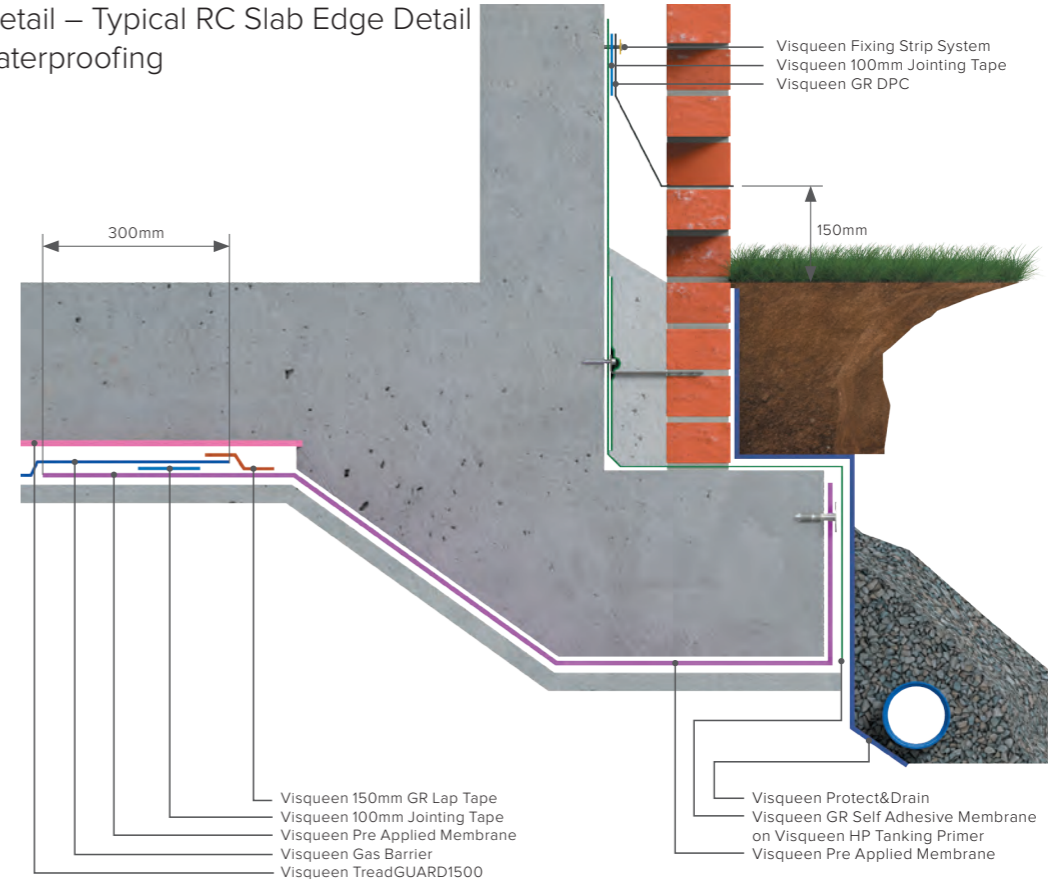 etail – Typical RC Slab Edge Detail
aterproofing
Visqueen Fixing Strip System
Visqueen 100mm Jointing Tape
Visqueen GR DPC
300mm
150mm
Visqueen 150mm GR Lap Tape
Visqueen 100mm Jointing Tape
Visqueen Pre Applied Membrane
Visqueen Gas Barrier
Visqueen TreadGUARD1500
Visqueen Protect&Drain
Visqueen GR Self Adhesive Membrane
on Visqueen HP Tanking Primer
Visqueen Pre Applied Membrane